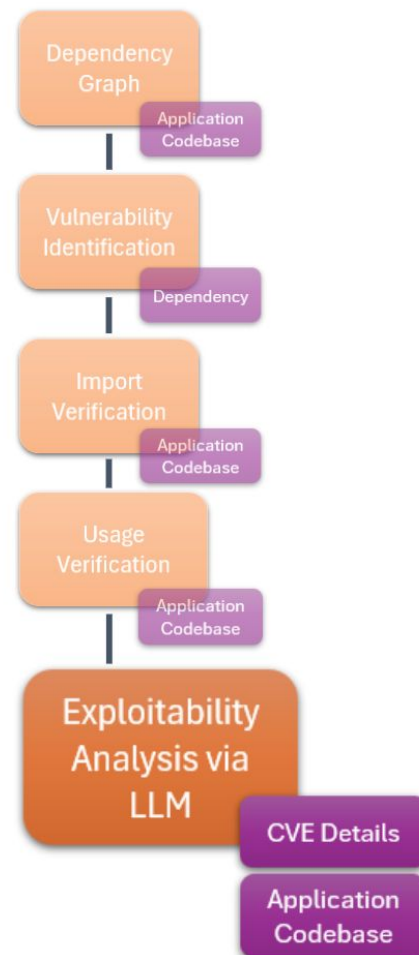 Dependency
Graph
Application
Codebase
Vulnerability
Identification
Dependency
Import
Verification
Application
Codebase
Usage
Verification
Application
Codebase
Exploitability
Analysis via
LLM
CVE Details
Application
Codebase